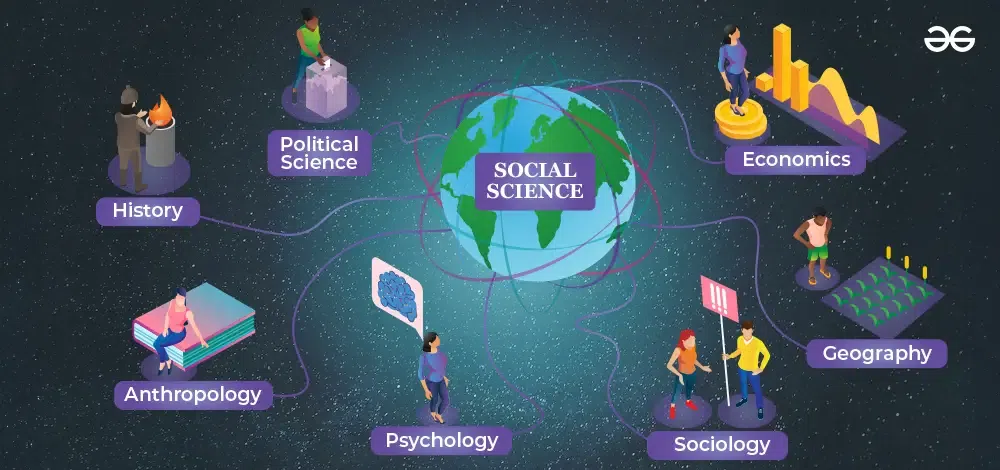 Political
Science
History
SOCIAL
SCIENCE
Economics
!!!
Geography
Anthropology
Psychology
Sociology